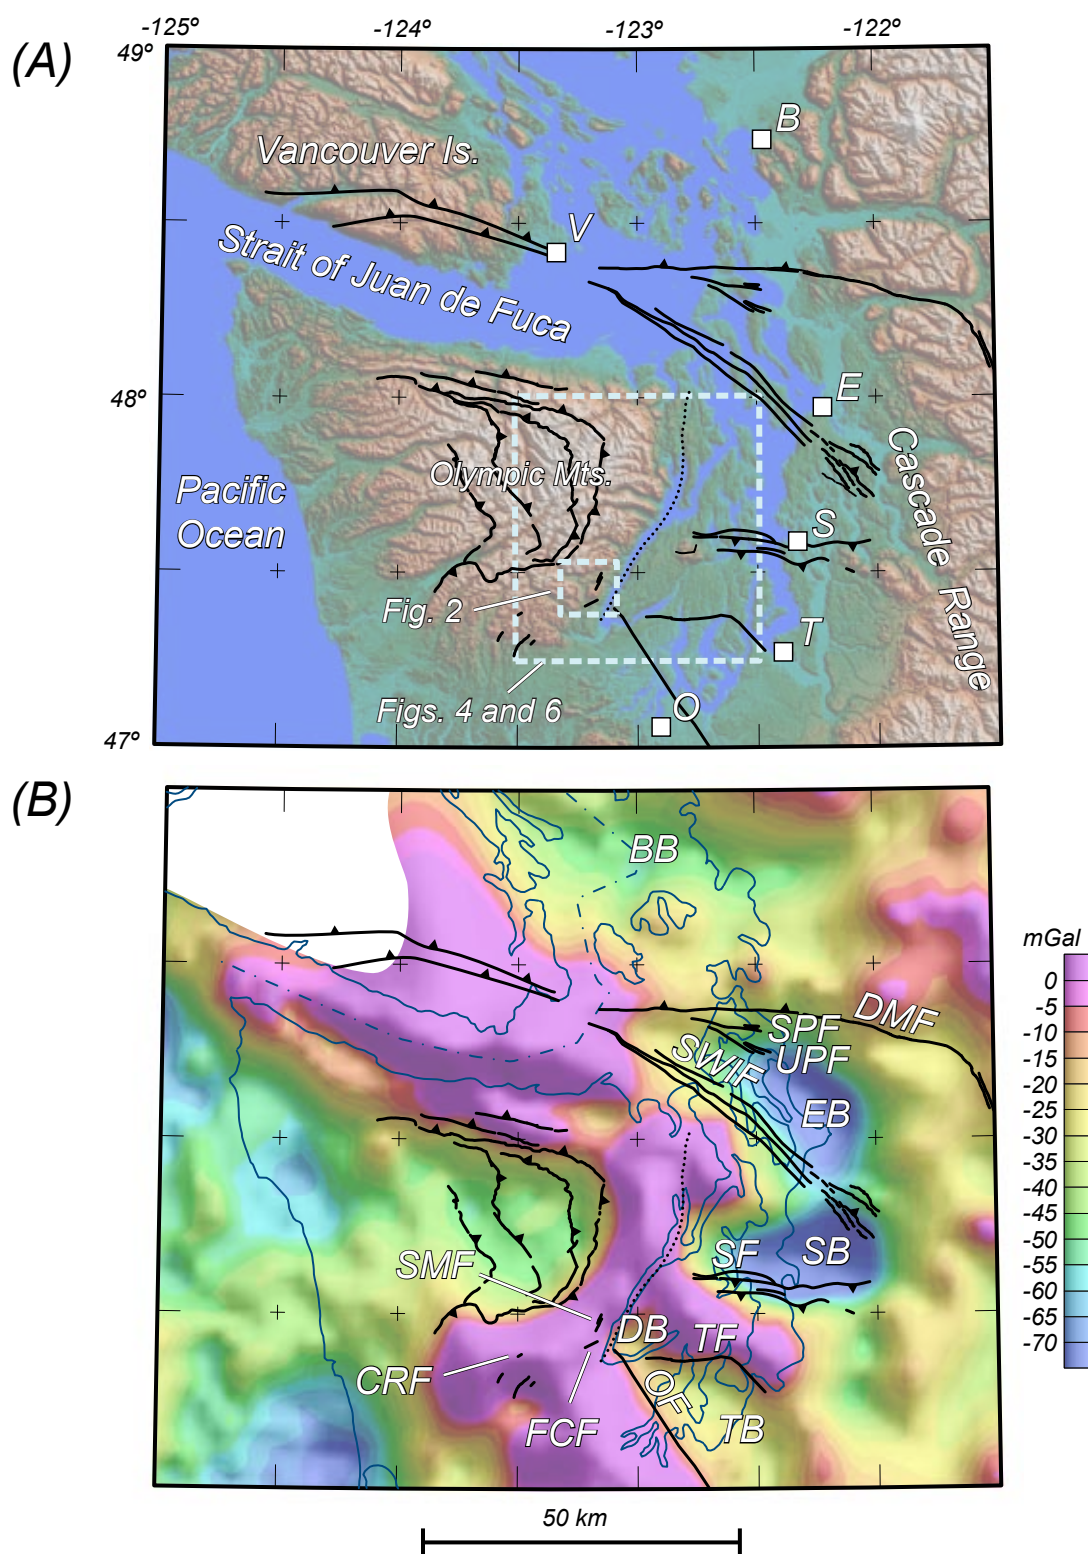 -125° -124° -123° -122°
(A)
49°
B
Vancouver Is.
V
Strait of Juan de Fuca
48°
E
Cascade Range
Olympic Mts.
Pacific
Ocean
S
Fig. 2
T
Figs. 4 and 6
O
47°
(B)
BB
mGal
0
-5
-10
-15
-20
-25
-30
-35
-40
-45
-50
-55
-60
-65
-70
DMF
SPF
SWIF
UPF
EB
SF
SB
SMF
DB
TF
CRF
OF
FCF
TB
50 km